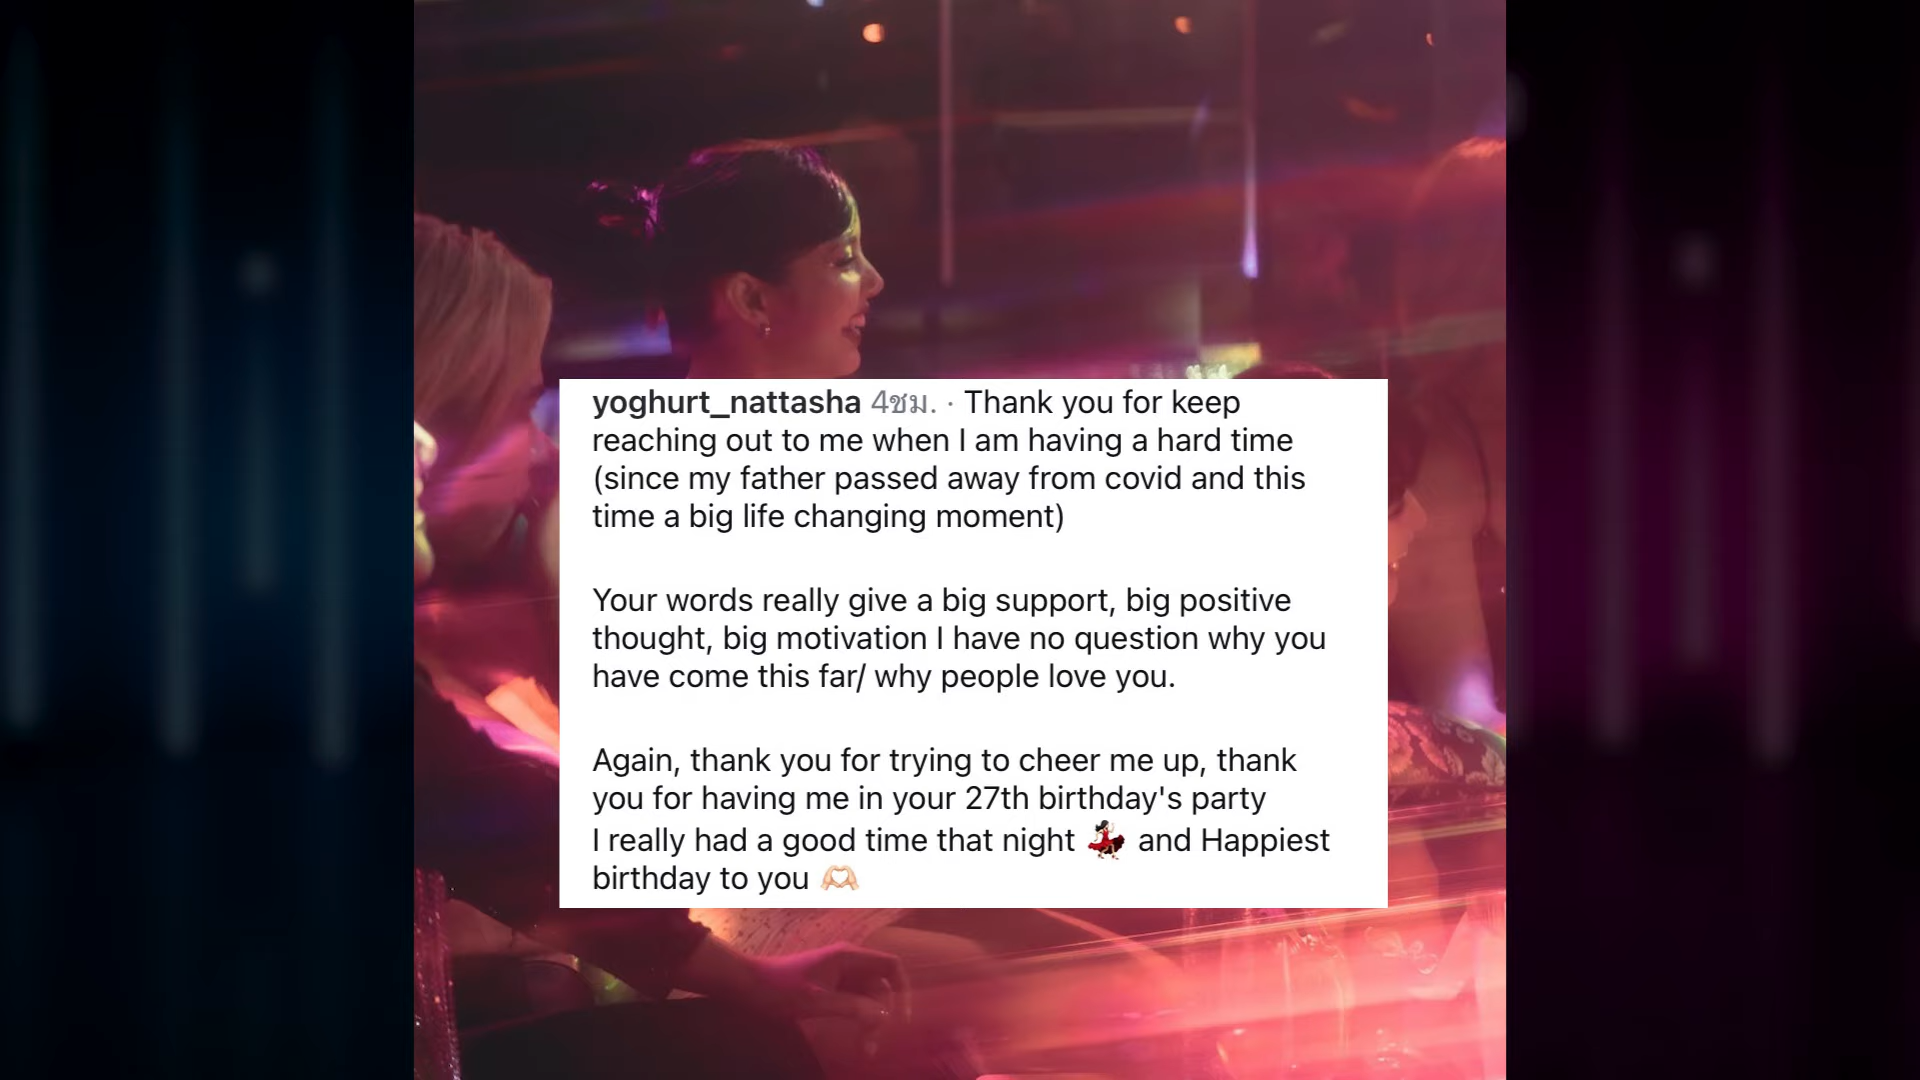 yoghurt_nattasha 4ชม. · Thank you for keep
reaching out to me when I am having a hard time
(since my father passed away from covid and this
time a big life changing moment)
Your words really give a big support, big positive
thought, big motivation I have no question why you
have come this far/ why people love you.
Again, thank you for trying to cheer me up, thank
you for having me in your 27th birthday's party
I really had a good time that night 💃🏻 and Happiest
birthday to you 🫶🏻